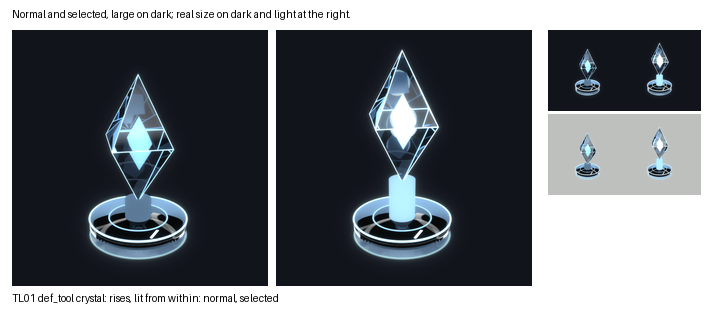 Normal and selected, large on dark; real size on dark and light at the right.
TL01 def_tool crystal: rises, lit from within: normal, selected